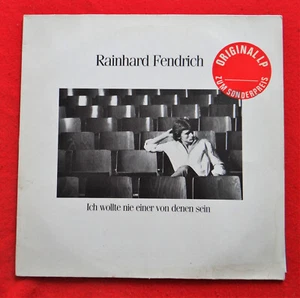 Rainhard Fendrich
ORIGINAL LP
ZUM SONDERPREIS
Ich wollte nie einer von denen sein